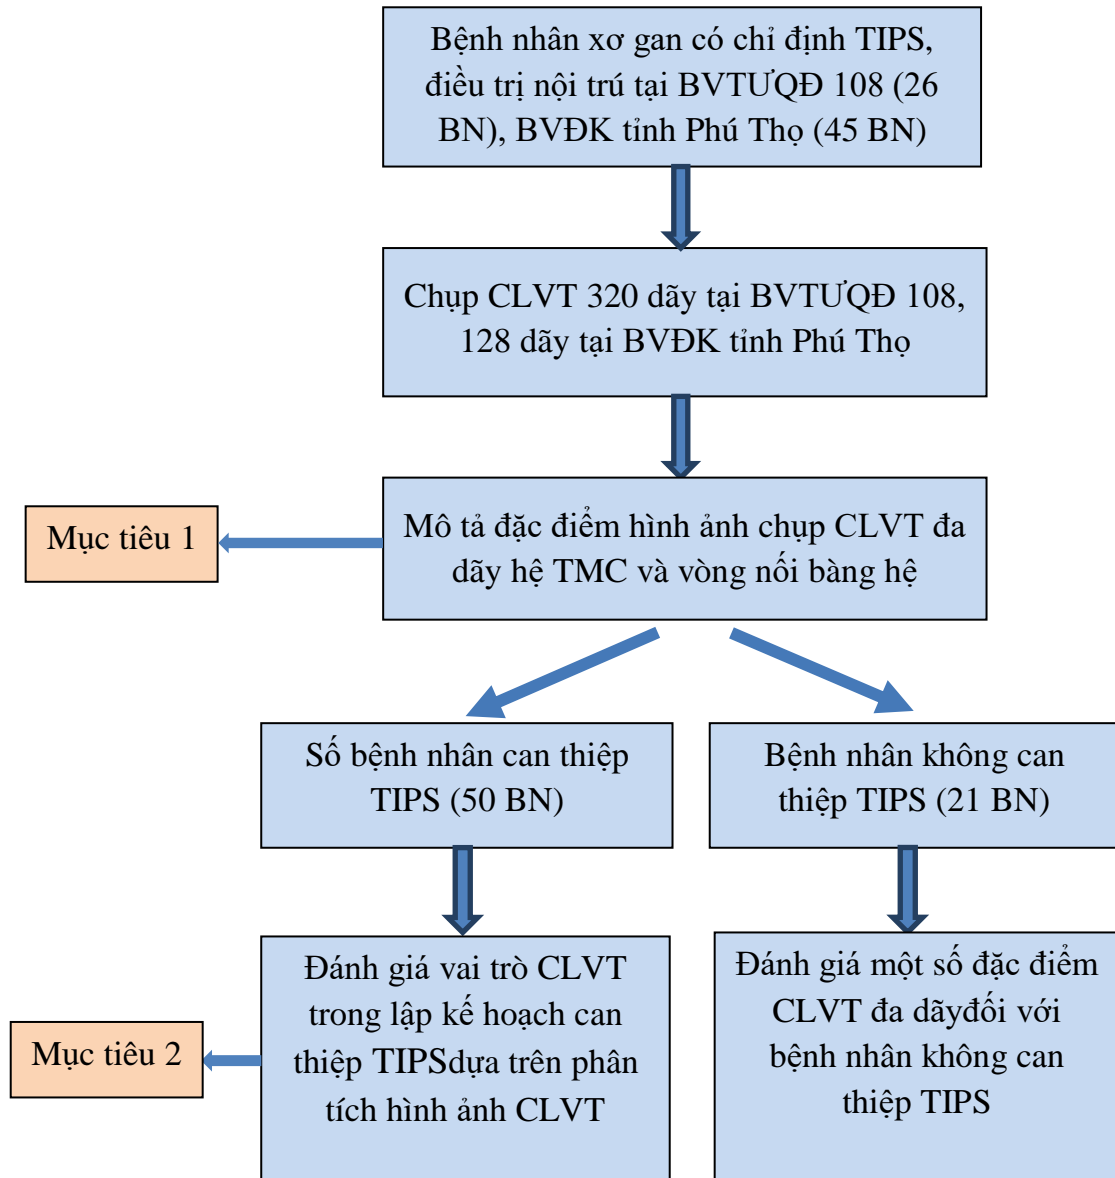 Bệnh nhân xơ gan có chỉ định TIPS,
điều trị nội trú tại BVTƯQĐ 108 (26
BN), BVĐK tỉnh Phú Thọ (45 BN)
Chụp CLVT 320 dãy tại BVTƯQĐ 108,
128 dãy tại BVĐK tỉnh Phú Thọ
Mục tiêu 1
Mô tả đặc điểm hình ảnh chụp CLVT đa
dãy hệ TMC và vòng nối bàng hệ
Số bệnh nhân can thiệp
TIPS (50 BN)
Bệnh nhân không can
thiệp TIPS (21 BN)
Mục tiêu 2
Đánh giá vai trò CLVT
trong lập kế hoạch can
thiệp TIPSdựa trên phân
tích hình ảnh CLVT
Đánh giá một số đặc điểm
CLVT đa dãyđối với
bệnh nhân không can
thiệp TIPS